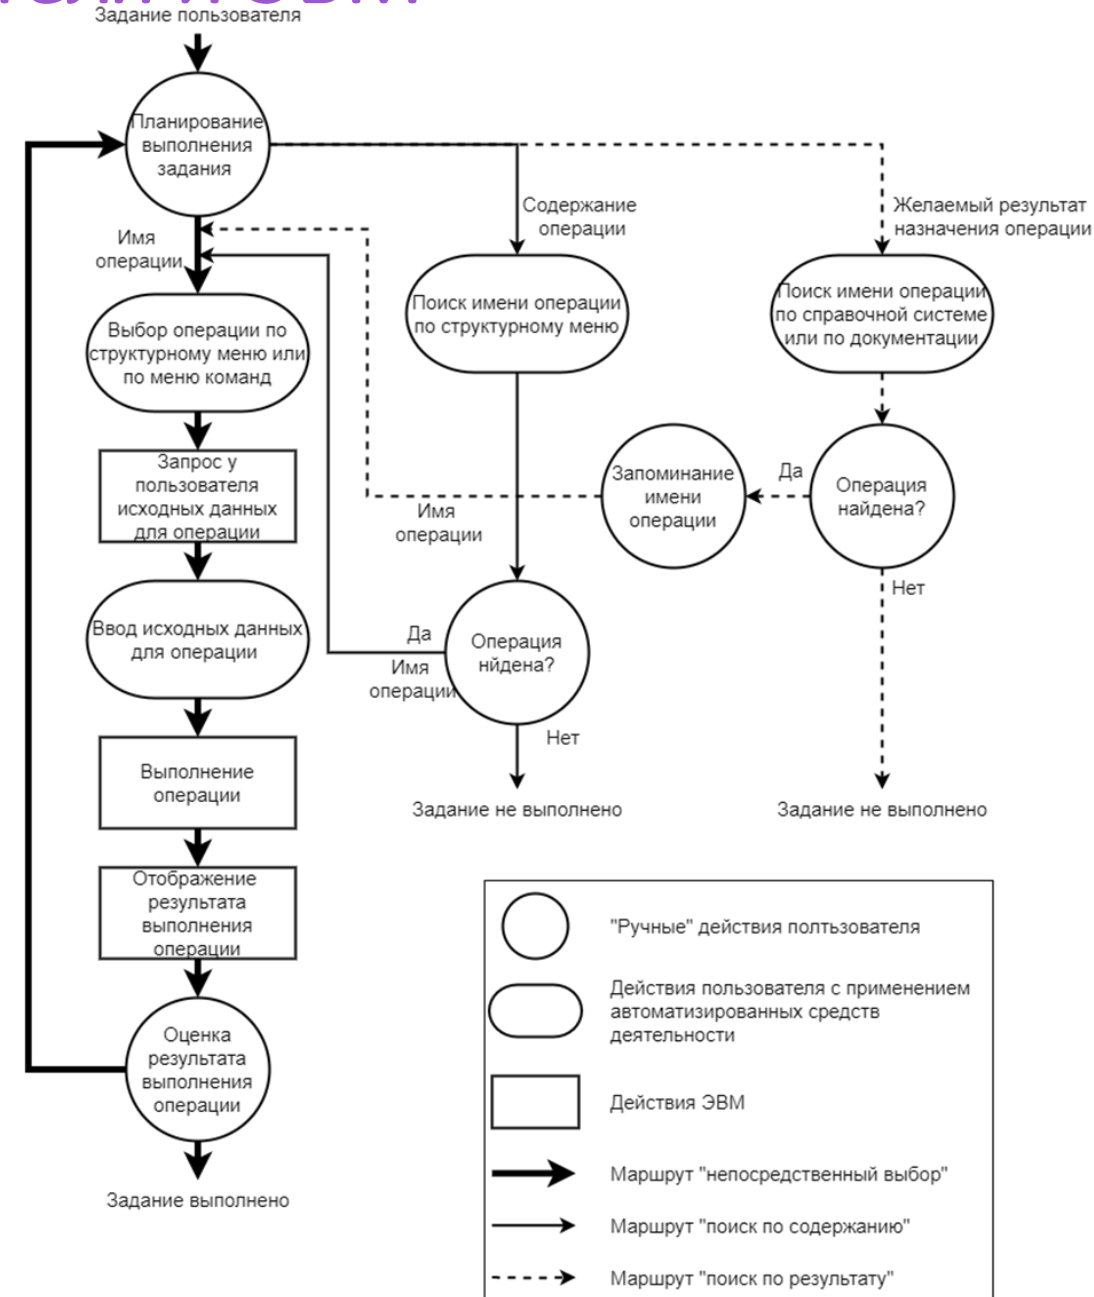 Задание пользователя
Планирование
выполнения
задания
Содержание
операции
Желаемый результат
назначения операции
Имя
операции
Выбор операции по
структурному меню или
по меню команд
Поиск имени операции
по структурному меню
Поиск имени операции
по справочной системе
или по документации
Запрос у
пользователя
исходных данных
для операции
Запоминание
имени
операции
Да
Операция
найдена?
Имя
операции
Нет
Ввод исходных данных
для операции
Да
Имя
операции
Операция
нйдена?
Нет
Выполнение
операции
Задание не выполнено
Задание не выполнено
Отображение
результата
выполнения
операции
Оценка
результата
выполнения
операции
Задание выполнено
"Ручные" действия полтьзователя
Действия пользователя с применением
автоматизированных средств
деятельности
Действия ЭВМ
Маршрут "непосредственный выбор"
Маршрут "поиск по содержанию"
Маршрут "поиск по результату"